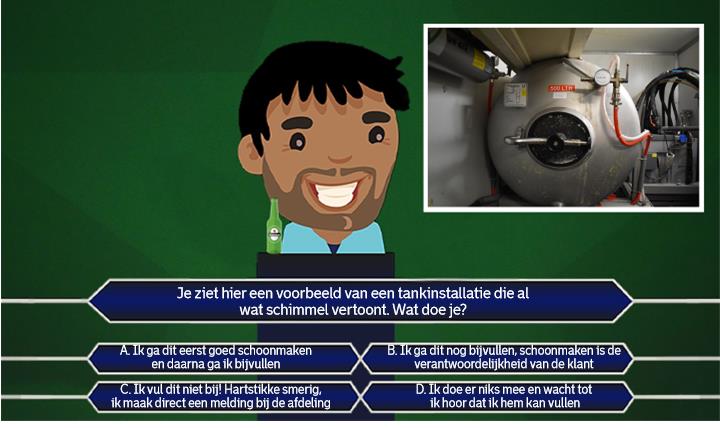 500 LTR
Je ziet hier een voorbeeld van een tankinstallatie die al
wat schimmel vertoont. Wat doe je?
A. Ik ga dit eerst goed schoonmaken
en daarna ga ik bijvullen
B. Ik ga dit nog bijvullen, schoonmaken is de
verantwoordelijkheid van de klant
C. Ik vul dit niet bij! Hartstikke smerig,
ik maak direct een melding bij de afdeling
D. Ik doe er niks mee en wacht tot
ik hoor dat ik hem kan vullen